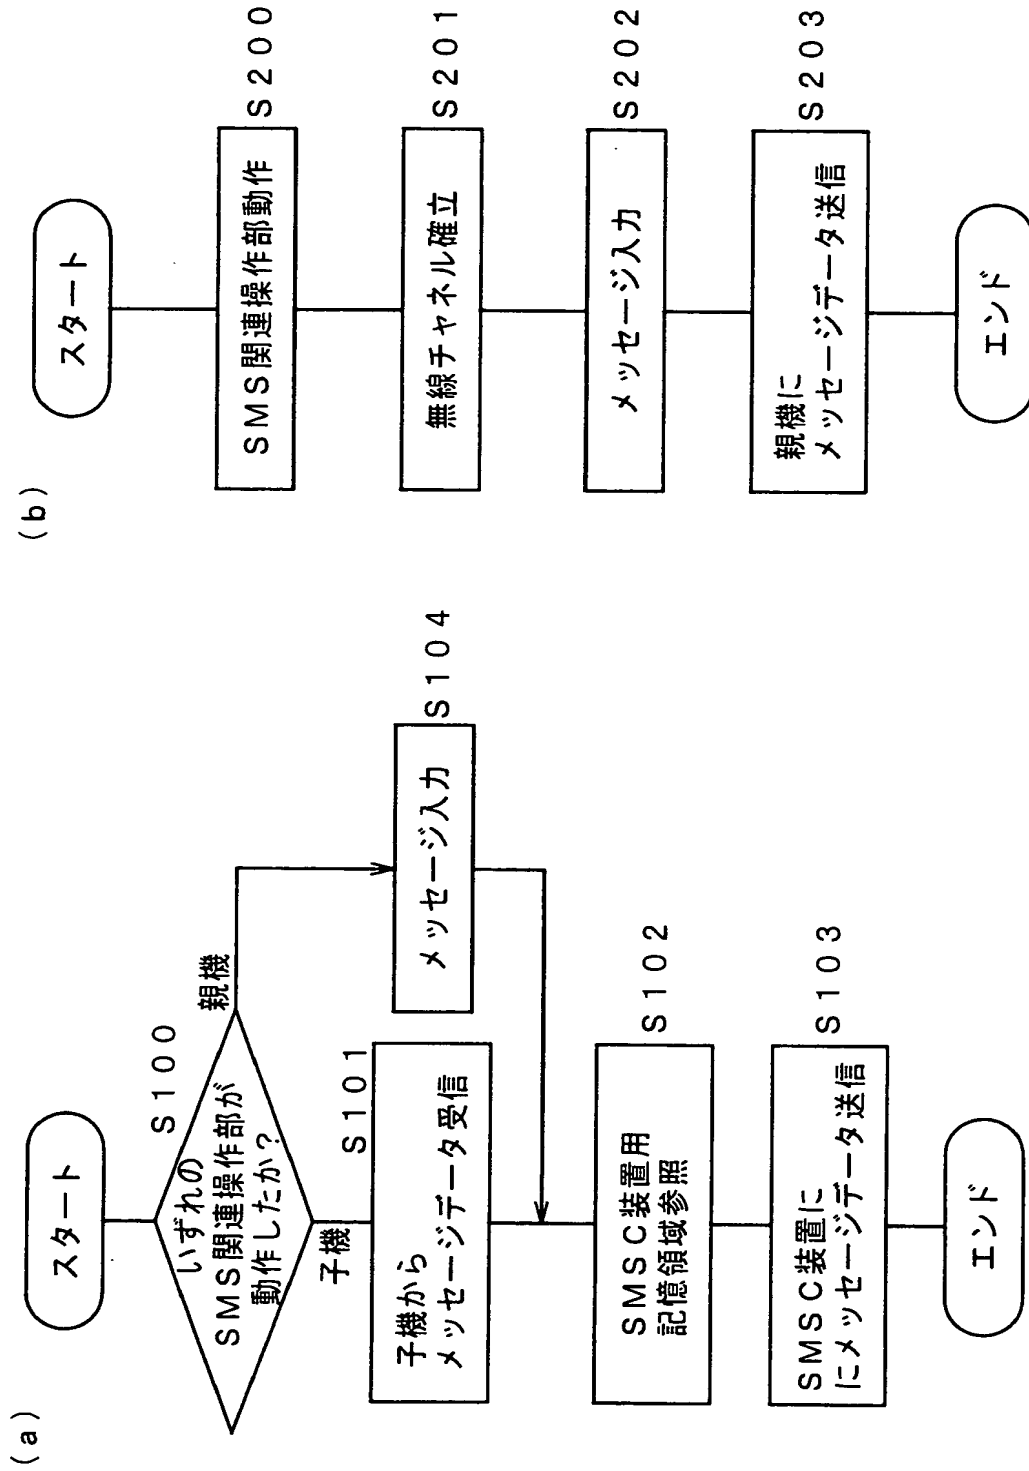 (a)
スタート
S100
いずれの
SMS関連操作部が
動作したか?
親機
子機
S101
子機から
メッセージデータ受信
メッセージ入力
S104
SMSC装置用
記憶領域参照
S102
SMSC装置に
にメッセージデータ送信
S103
エンド
(b)
スタート
SMS関連操作部動作
S200
無線チャネル確立
S201
メッセージ入力
S202
親機に
メッセージデータ送信
S203
エンド